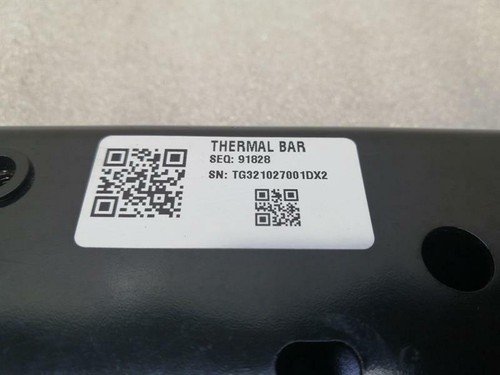 THERMAL BAR
SEQ: 91828
SN: TG321027001DX2